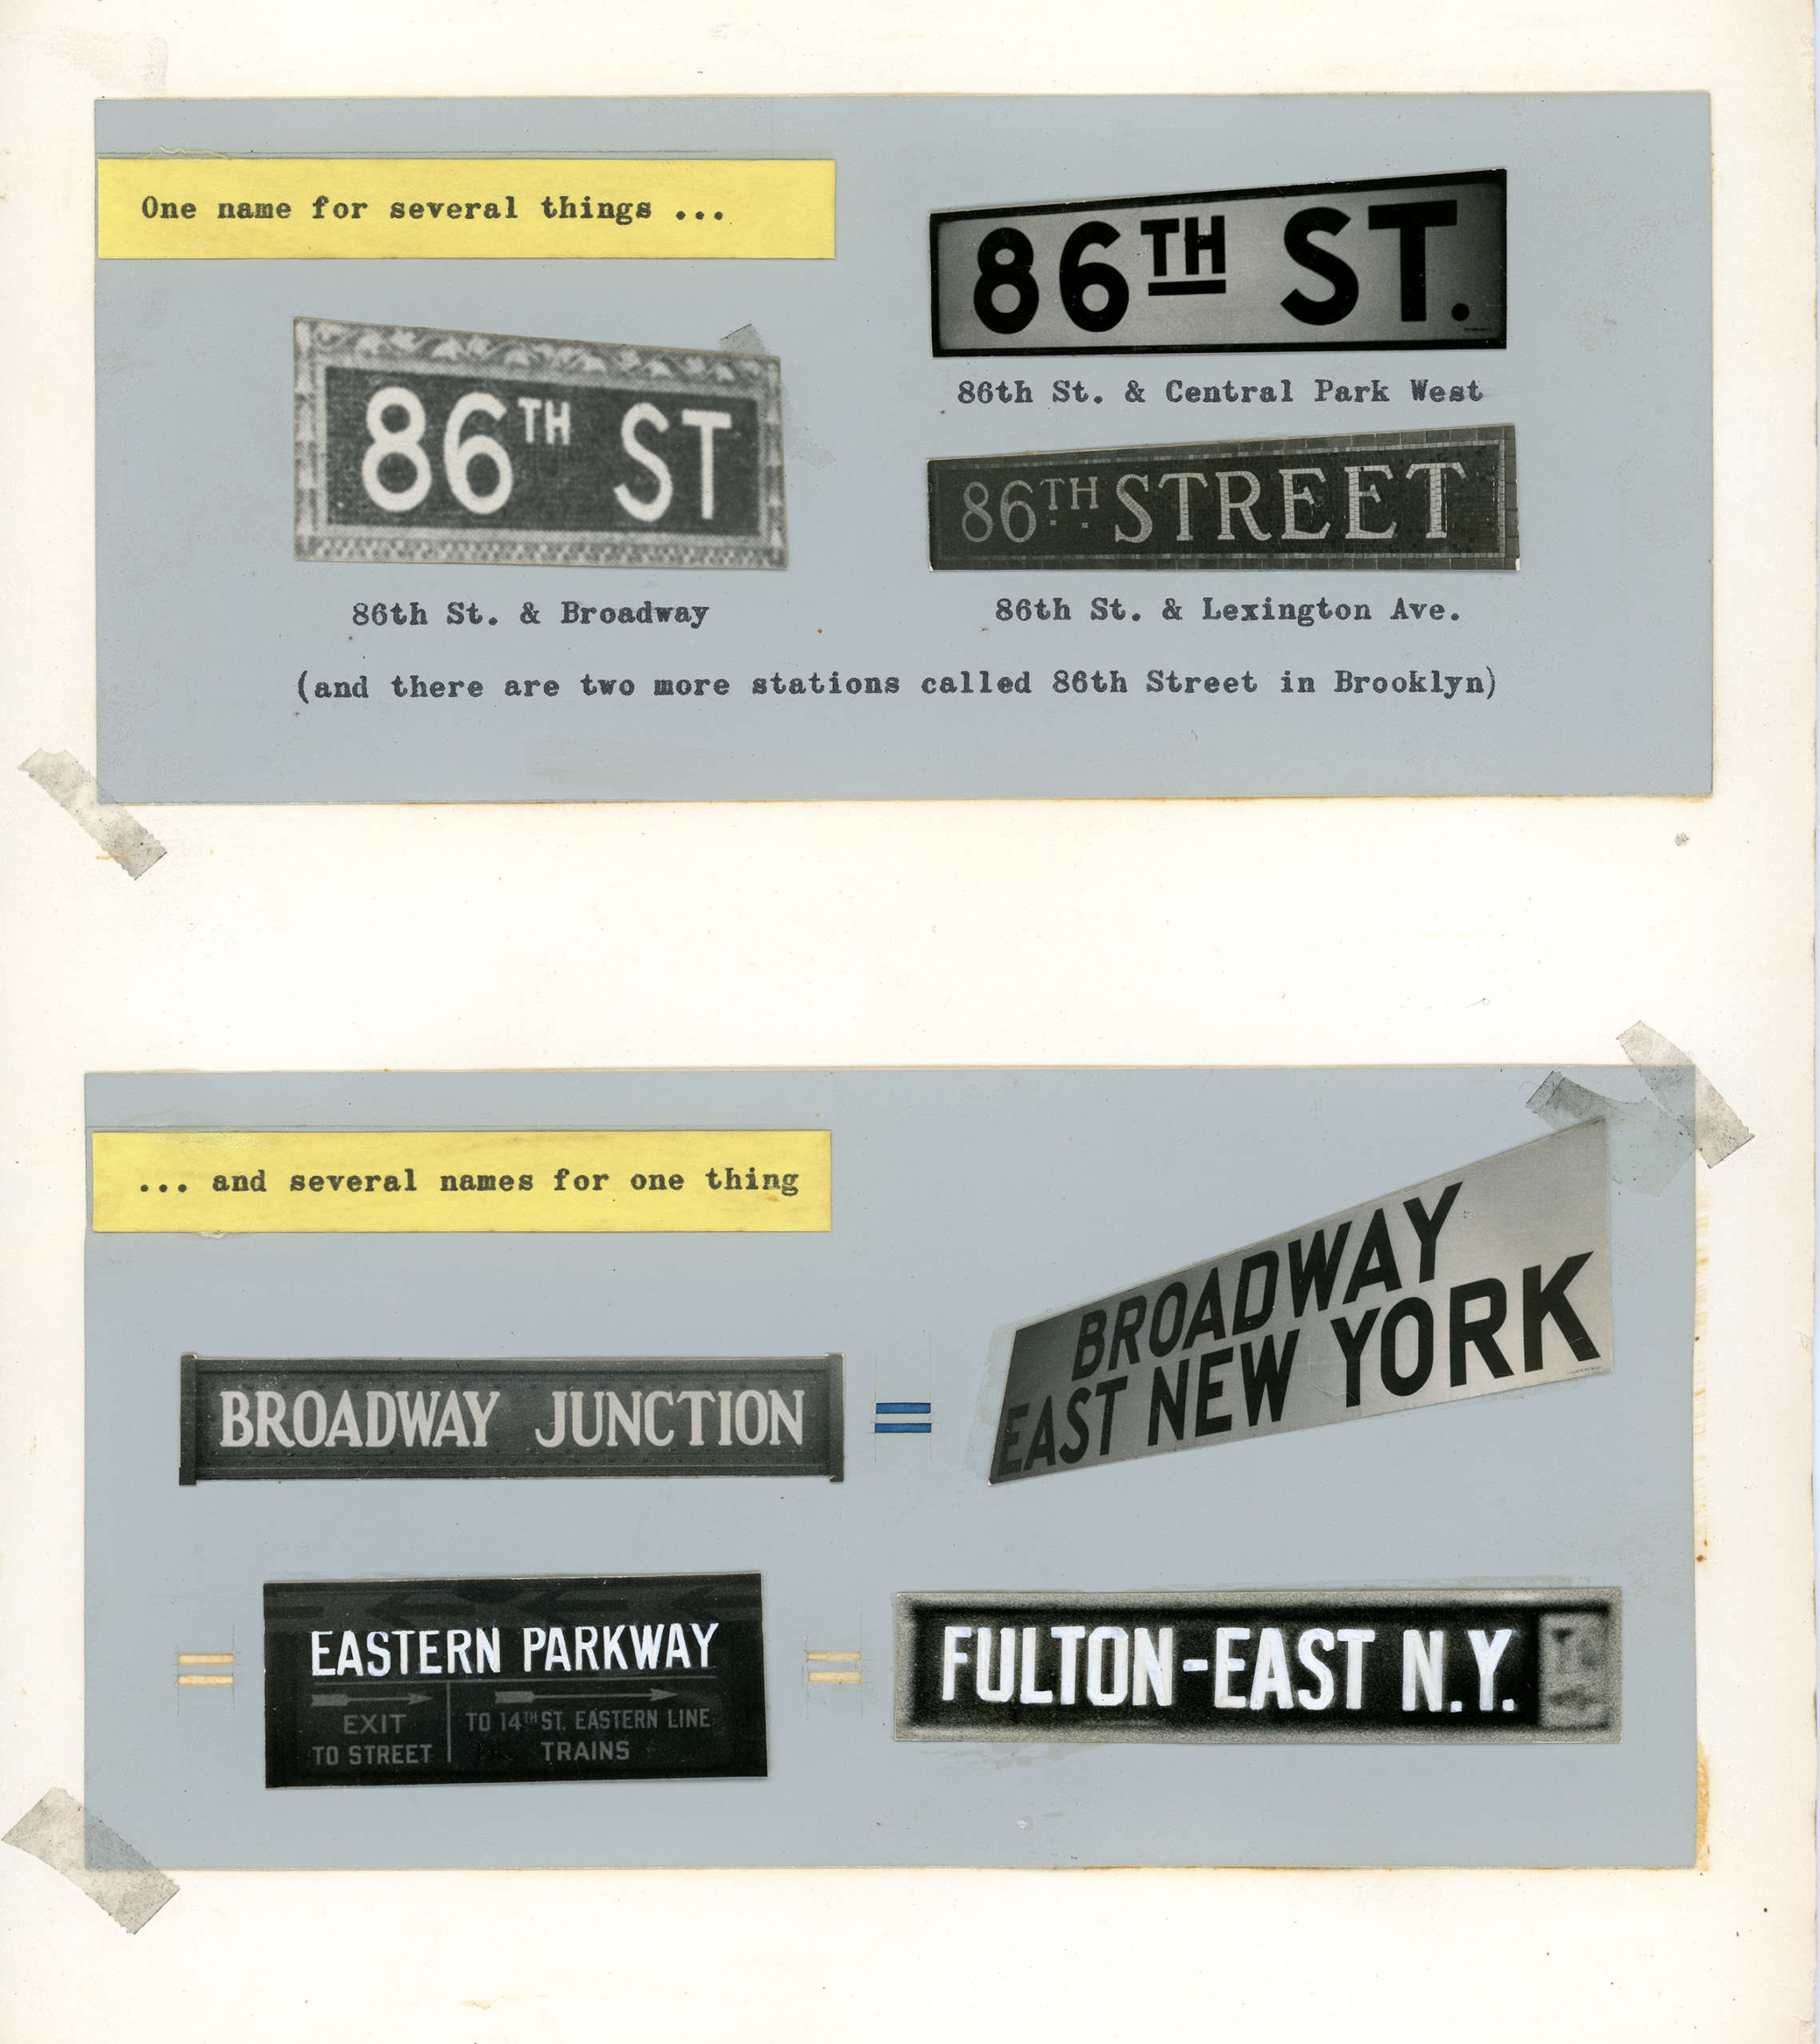 One name for several things ...
86TH ST
86th St. & Broadway
86TH ST.
86th St. & Central Park West
86TH STREET
86th St. & Lexington Ave.
(and there are two more stations called 86th Street in Brooklyn)
... and several names for one thing
BROADWAY JUNCTION
=
BROADWAY
EAST NEW YORK
=
EASTERN PARKWAY
EXIT
TO STREET
TO 14TH ST. EASTERN LINE
TRAINS
=
FULTON-EAST N.Y.